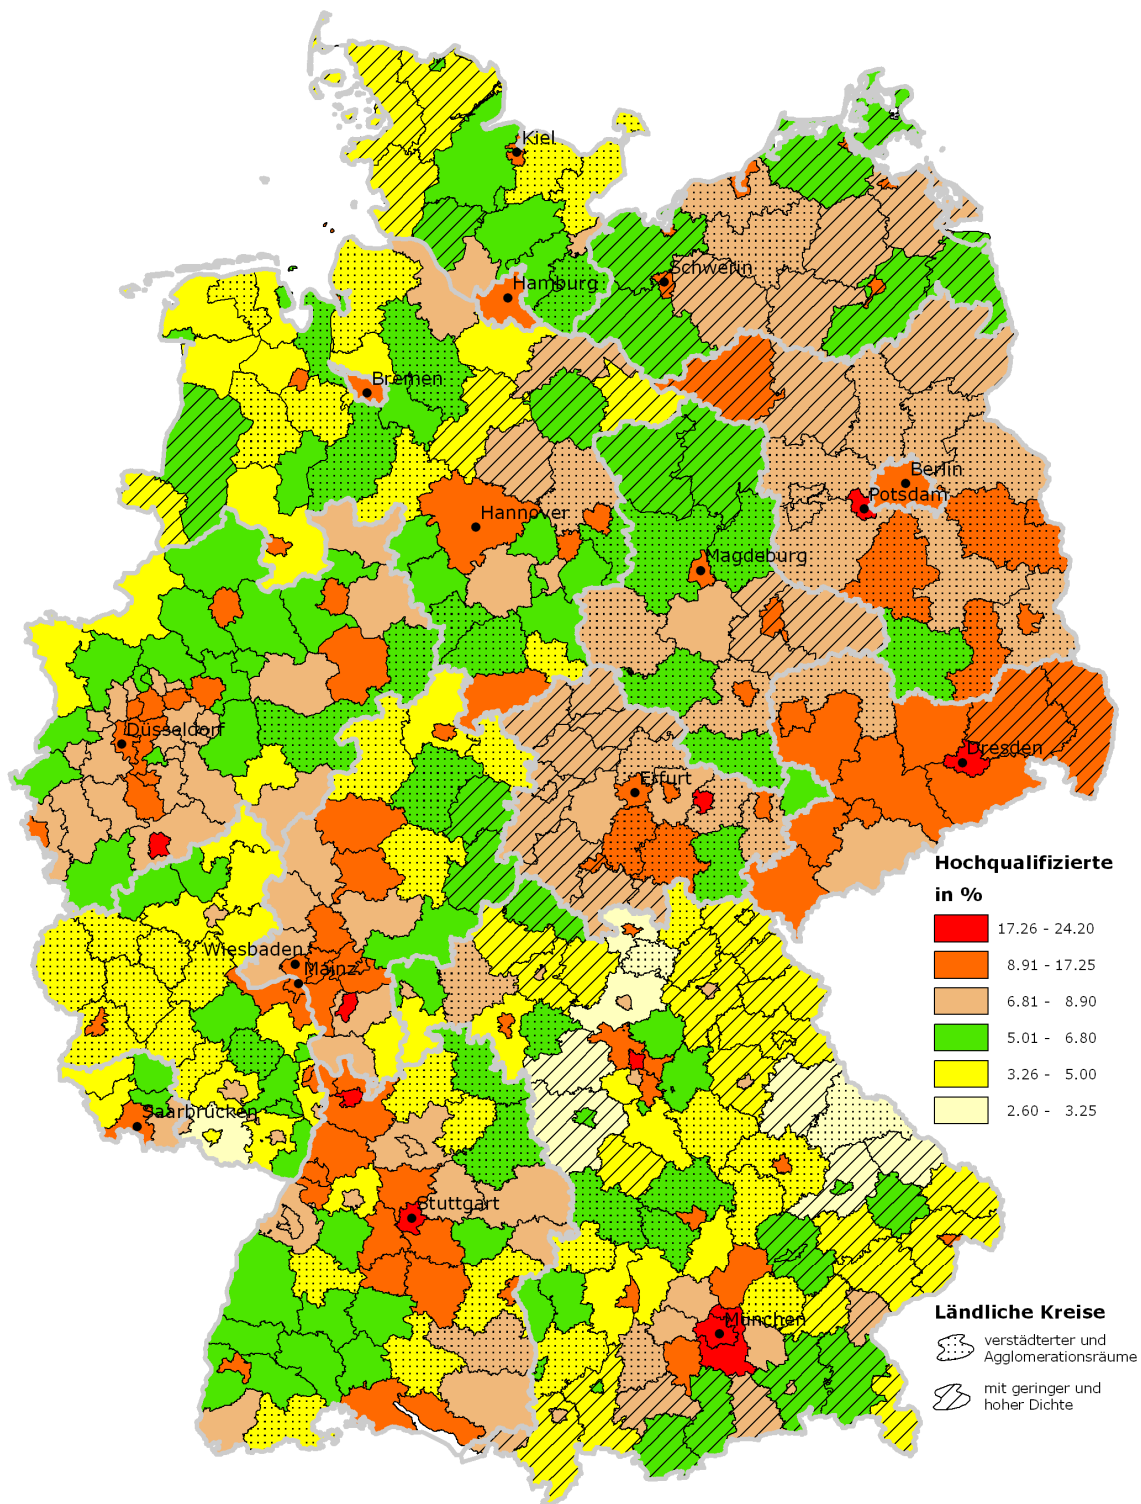 Kiel
Schwerin
Hamburg
Bremen
Berlin
Potsdam
Hannover
Magdeburg
Düsseldorf
Dresden
Erfurt
Wiesbaden
Mainz
Saarbrücken
Stuttgart
München
Hochqualifizierte
in %
17.26 - 24.20
8.91 - 17.25
6.81 - 8.90
5.01 - 6.80
3.26 - 5.00
2.60 - 3.25
Ländliche Kreise
verstädterter und
Agglomerationsräume
mit geringer und
hoher Dichte